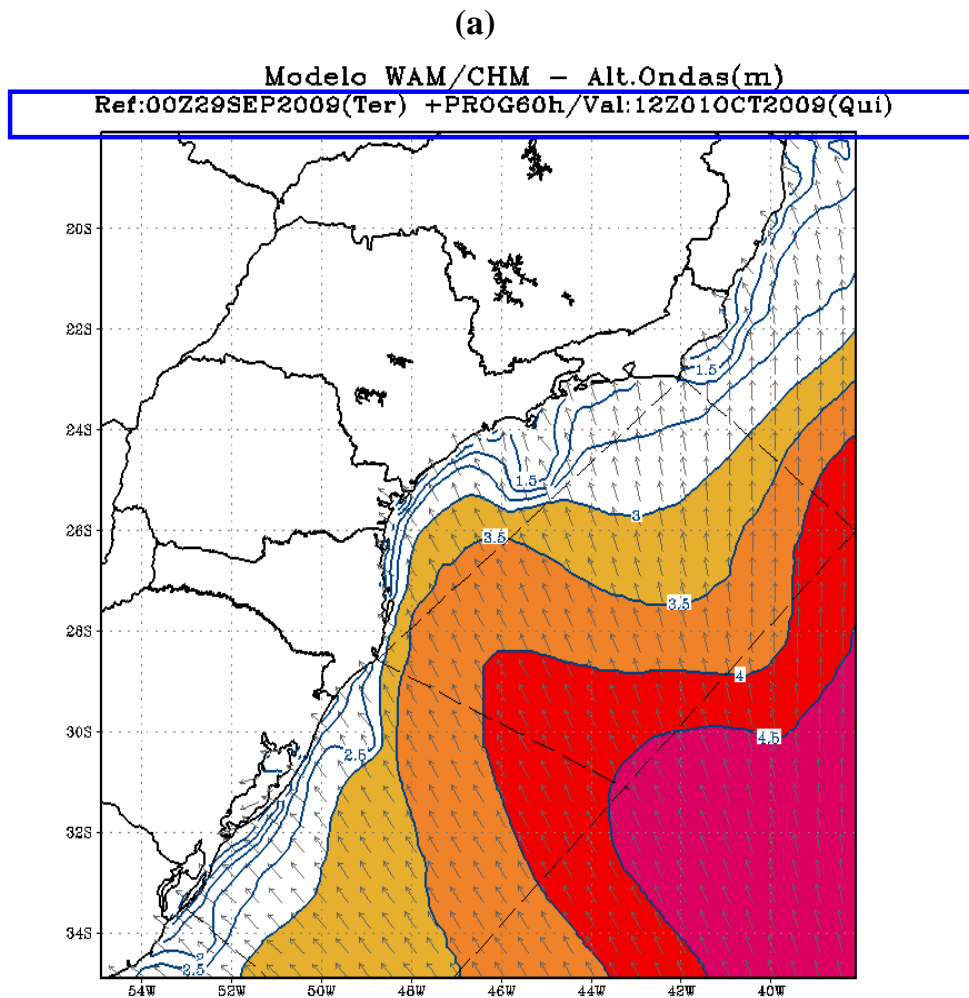 (a)
Modelo WAM/CHM - Alt.Ondas(m)
Ref:00Z29SEP2009(Ter) +PROG60h/Val:12Z01OCT2009(Qui)
20S
22S
1.5
24S
1.5
3
26S
3.5
3.5
28S
4
30S
4.5
2.5
32S
34S
2
2.5
54W 52W 50W 48W 46W 44W 42W 40W